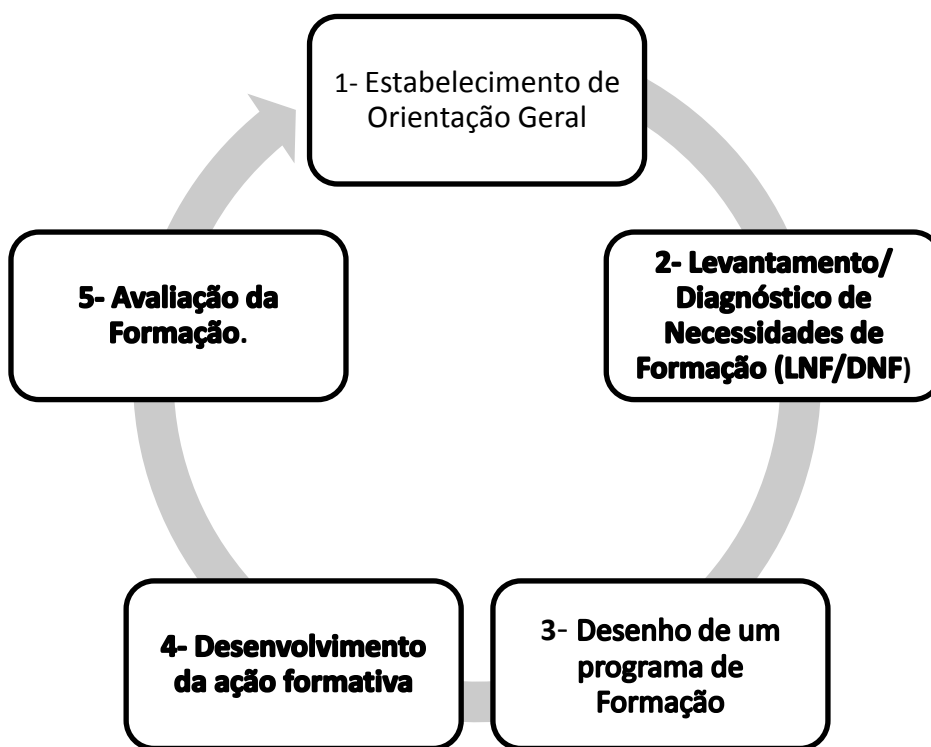 1- Estabelecimento de
Orientação Geral
2- Levantamento/
Diagnóstico de
Necessidades de
Formação (LNF/DNF)
3- Desenho de um
programa de
Formação
4- Desenvolvimento
da ação formativa
5- Avaliação da
Formação.